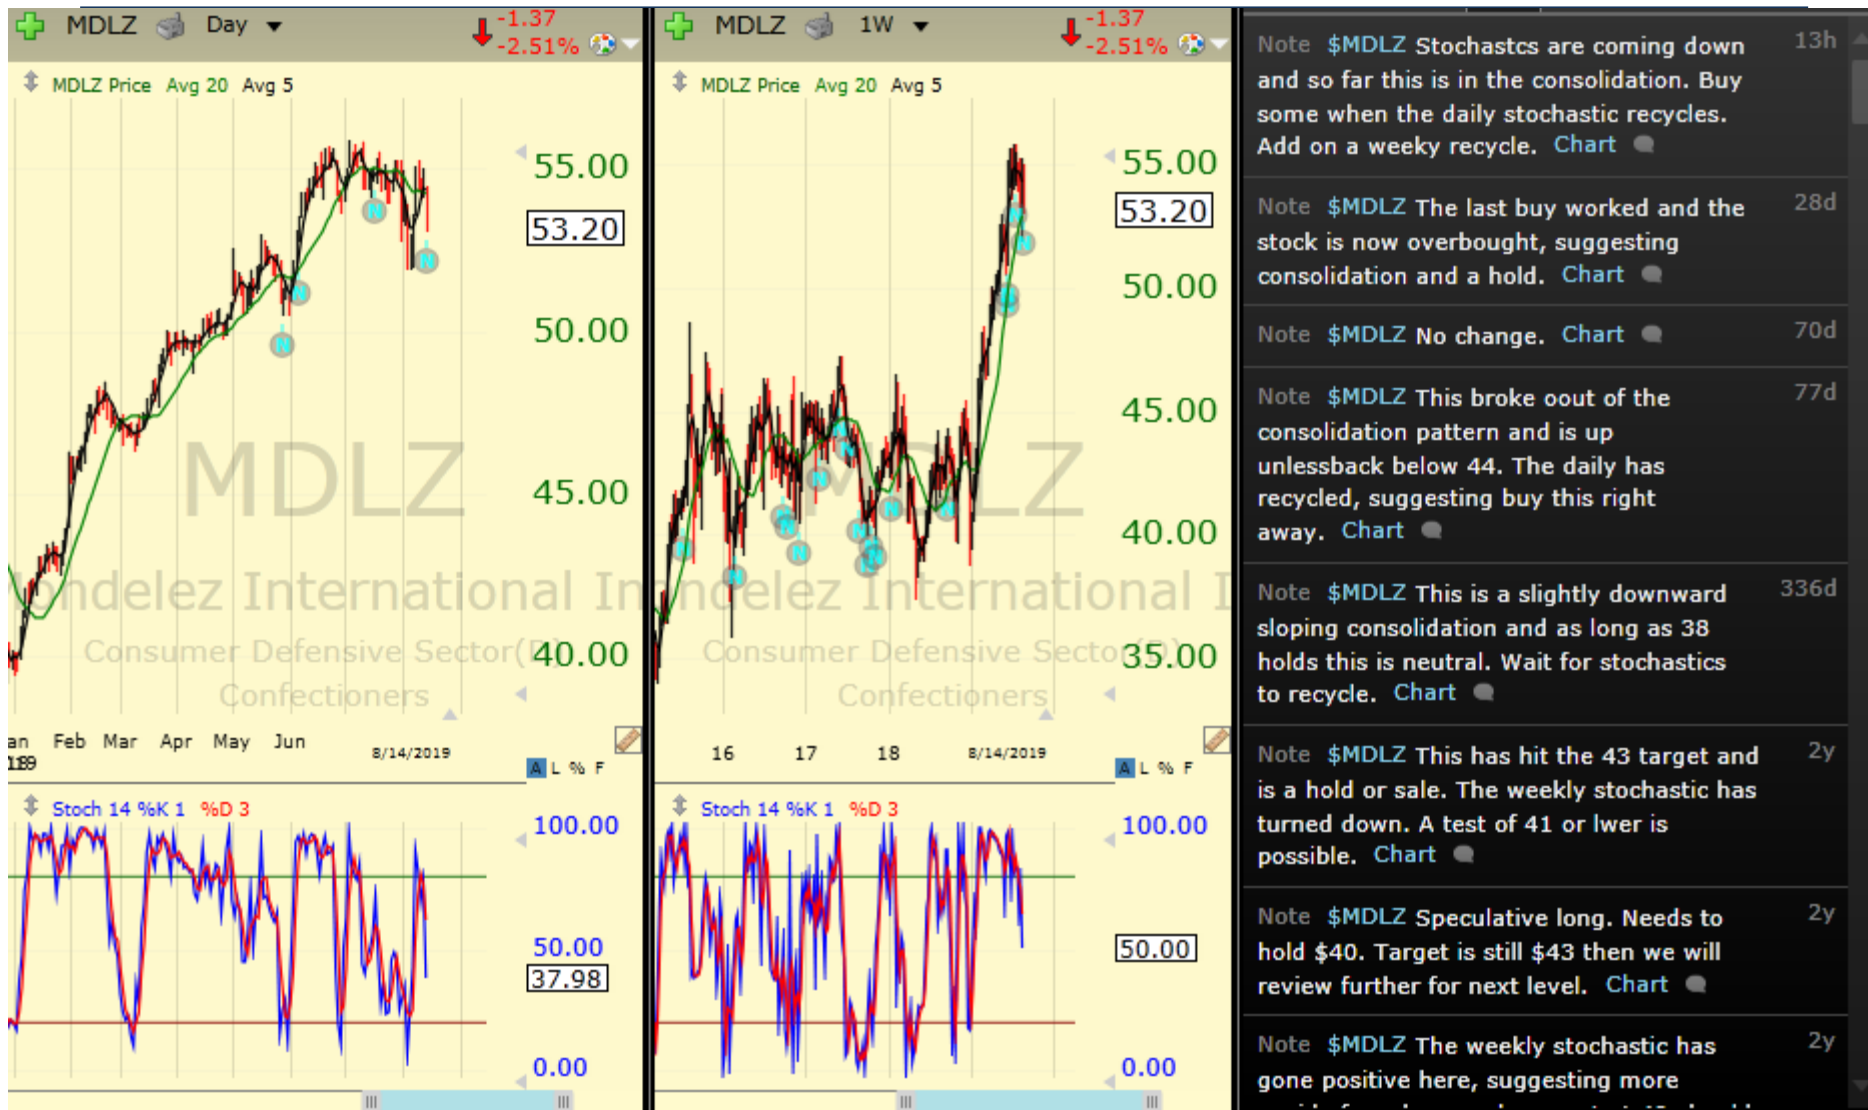 MDLZ Day
-1.37
-2.51%
MDLZ Price Avg 20 Avg 5
55.00
53.20
50.00
45.00
40.00
MDLZ
Mondelez International In
Consumer Defensive Sector(D)
Confectioners
N
N
N
N
Feb Mar Apr May Jun
8/14/2019
A L % F
Stoch 14 %K 1 %D 3
100.00
50.00
37.98
0.00
MDLZ 1W
-1.37
-2.51%
MDLZ Price Avg 20 Avg 5
55.00
53.20
50.00
45.00
40.00
35.00
MDLZ
ndelez International I
Consumer Defensive Sector(D)
Confectioners
16 17 18 8/14/2019
A L % F
Stoch 14 %K 1 %D 3
100.00
50.00
0.00
Note $MDLZ Stochastcs are coming down 13h
and so far this is in the consolidation. Buy
some when the daily stochastic recycles.
Add on a weeky recycle. Chart
Note $MDLZ The last buy worked and the 28d
stock is now overbought, suggesting
consolidation and a hold. Chart
Note $MDLZ No change. Chart 70d
Note $MDLZ This broke oout of the 77d
consolidation pattern and is up
unlessback below 44. The daily has
recycled, suggesting buy this right
away. Chart
Note $MDLZ This is a slightly downward 336d
sloping consolidation and as long as 38
holds this is neutral. Wait for stochastics
to recycle. Chart
Note $MDLZ This has hit the 43 target and 2y
is a hold or sale. The weekly stochastic has
turned down. A test of 41 or lwer is
possible. Chart
Note $MDLZ Speculative long. Needs to 2y
hold $40. Target is still $43 then we will
review further for next level. Chart
Note $MDLZ The weekly stochastic has 2y
gone positive here, suggesting more